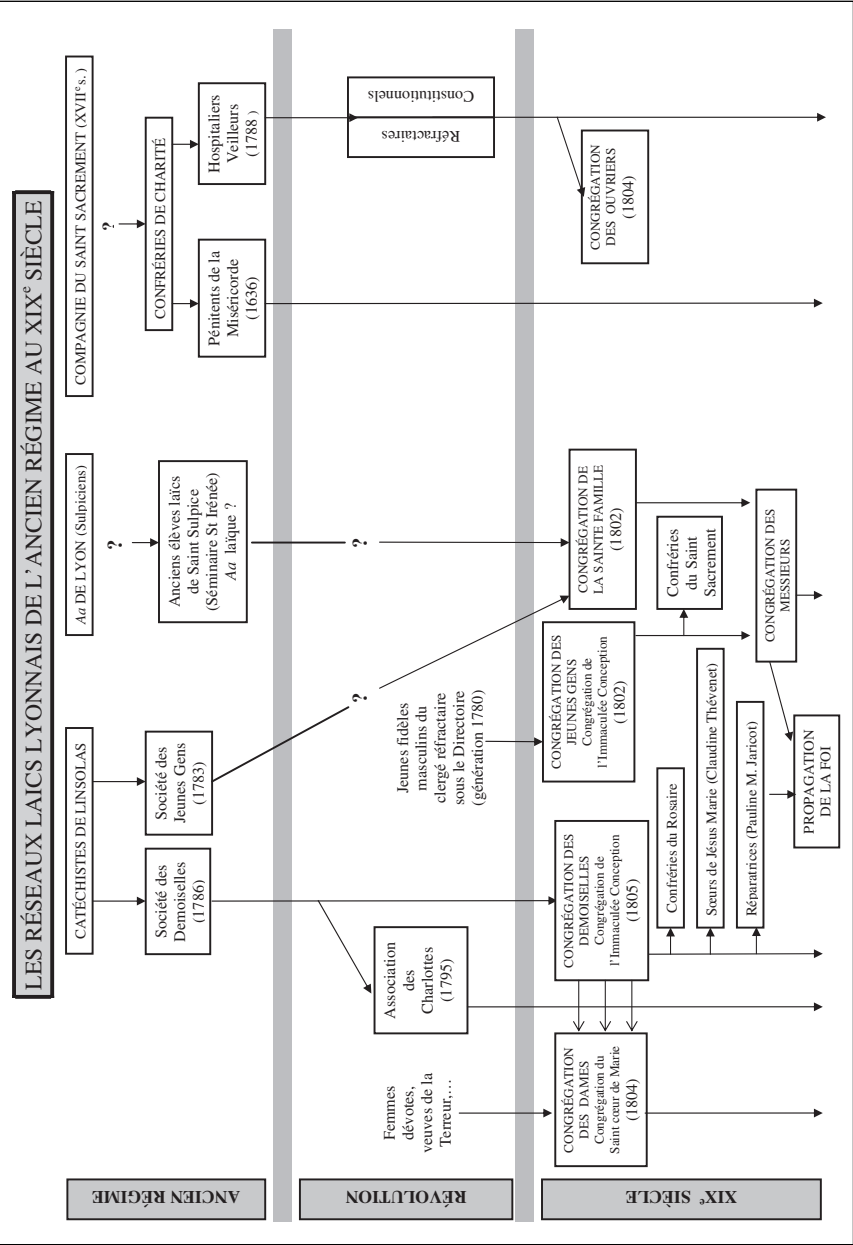 LES RÉSEAUX LAICS LYONNAIS DE L'ANCIEN RÉGIME AU XIXᵉ SIÈCLE
ANCIEN RÉGIME
CATÉCHISTES DE LINSOLAS
Aa DE LYON (Sulpiciens)
COMPAGNIE DU SAINT SACREMENT (XVIIᵉ s.)
?
?
CONFRÉRIES DE CHARITÉ
Société des
Demoiselles
(1786)
Société des
Jeunes Gens
(1783)
Anciens élèves laïcs
de Saint Sulpice
(Séminaire St Irénée)
Aa laïque ?
Pénitents de la
Miséricorde
(1636)
Hospitaliers
Veilleurs
(1788)
RÉVOLUTION
Femmes
dévotes,
veuves de la
Terreur,…
Association
des
Charlottes
(1795)
Jeunes fidèles
masculins du
clergé réfractaire
sous le Directoire
(génération 1780)
?
?
Réfractaires
Constitutionnels
XIXᵉ SIÈCLE
CONGRÉGATION
DES DAMES
Congrégation du
Saint cœur de Marie
(1804)
CONGRÉGATION DES
DEMOISELLES
Congrégation de
l'Immaculée Conception
(1805)
CONGRÉGATION DES
JEUNES GENS
Congrégation de
l'Immaculée Conception
(1802)
CONGRÉGATION DE
LA SAINTE FAMILLE
(1802)
CONGRÉGATION
DES OUVRIERS
(1804)
Confréries du Rosaire
Confréries
du Saint
Sacrement
Sœurs de Jésus Marie (Claudine Thévenet)
Réparatrices (Pauline M. Jaricot)
CONGRÉGATION DES
MESSIEURS
PROPAGATION
DE LA FOI